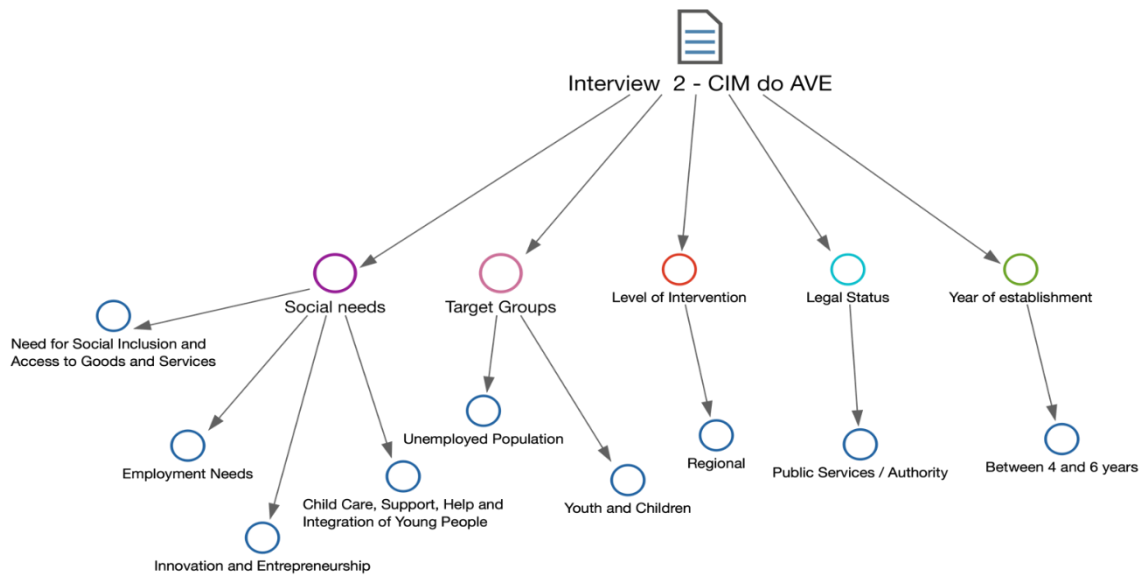 Interview 2 - CIM do AVE
Social needs
Target Groups
Level of Intervention
Legal Status
Year of establishment
Need for Social Inclusion and
Access to Goods and Services
Employment Needs
Innovation and Entrepreneurship
Child Care, Support, Help and
Integration of Young People
Unemployed Population
Youth and Children
Regional
Public Services / Authority
Between 4 and 6 years